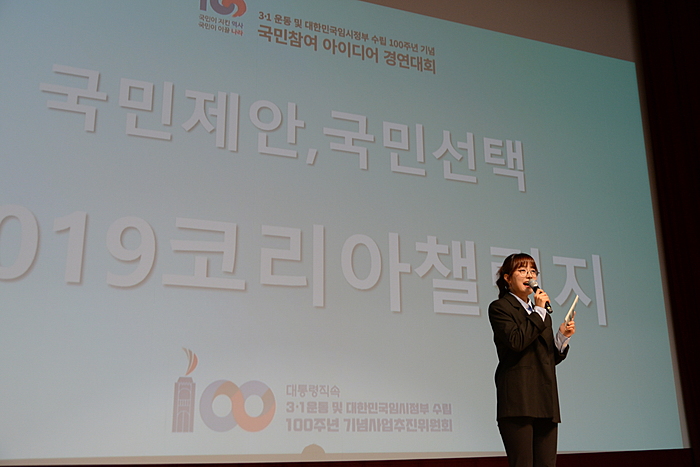 100
국민이 지킨 역사
국민이 이룰 나라
3·1 운동 및 대한민국임시정부 수립 100주년 기념
국민참여 아이디어 경연대회
국민제안, 국민선택
2019코리아챌 지
100
대통령직속
3·1운동 및 대한민국임시정부 수립
100주년 기념사업추진위원회